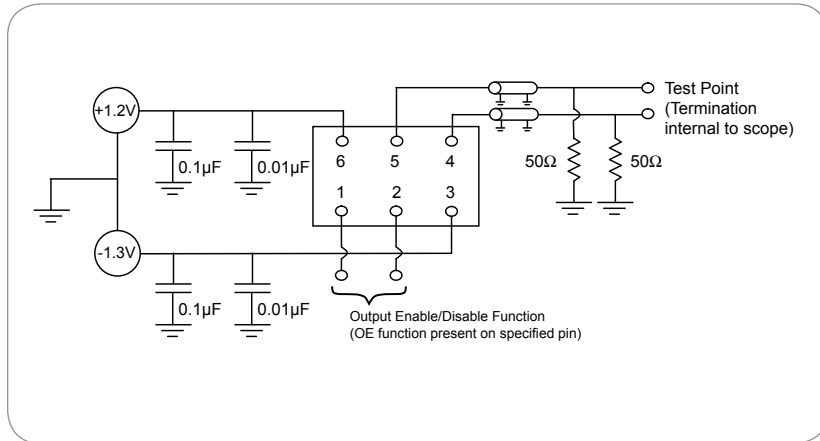 +1.2V
0.1µF
0.01µF
6
5
4
1
2
3
Test Point
(Termination
internal to scope)
50Ω
50Ω
-1.3V
0.1µF
0.01µF
Output Enable/Disable Function
(OE function present on specified pin)